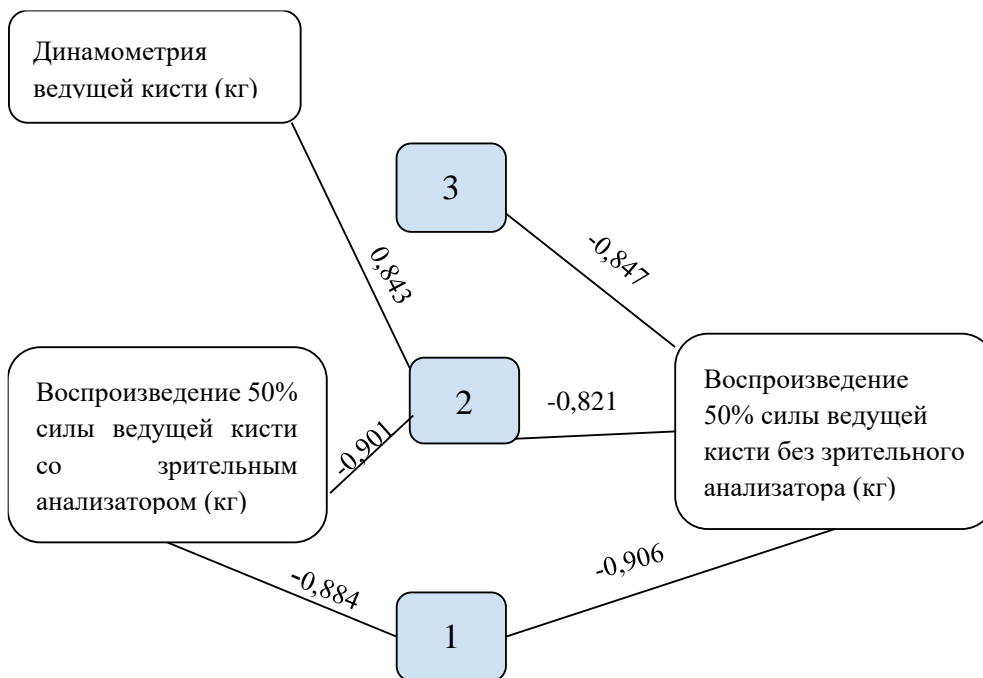 Динамометрия
ведущей кисти (кг)
3
0,843
-0,847
Воспроизведение 50%
силы ведущей кисти
со зрительным
анализатором (кг)
2
-0,901
-0,821
Воспроизведение
50% силы ведущей
кисти без зрительного
анализатора (кг)
-0,884
-0,906
1